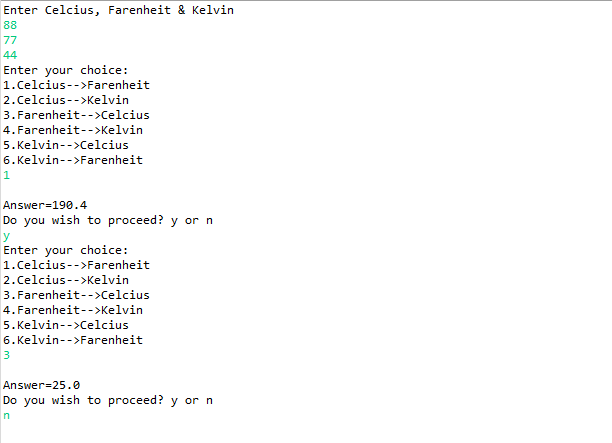 Enter Celcius, Farenheit & Kelvin
88
77
44
Enter your choice:
1.Celcius-->Farenheit
2.Celcius-->Kelvin
3.Farenheit-->Celcius
4.Farenheit-->Kelvin
5.Kelvin-->Celcius
6.Kelvin-->Farenheit
1
Answer=190.4
Do you wish to proceed? y or n
y
Enter your choice:
1.Celcius-->Farenheit
2.Celcius-->Kelvin
3.Farenheit-->Celcius
4.Farenheit-->Kelvin
5.Kelvin-->Celcius
6.Kelvin-->Farenheit
3
Answer=25.0
Do you wish to proceed? y or n
n